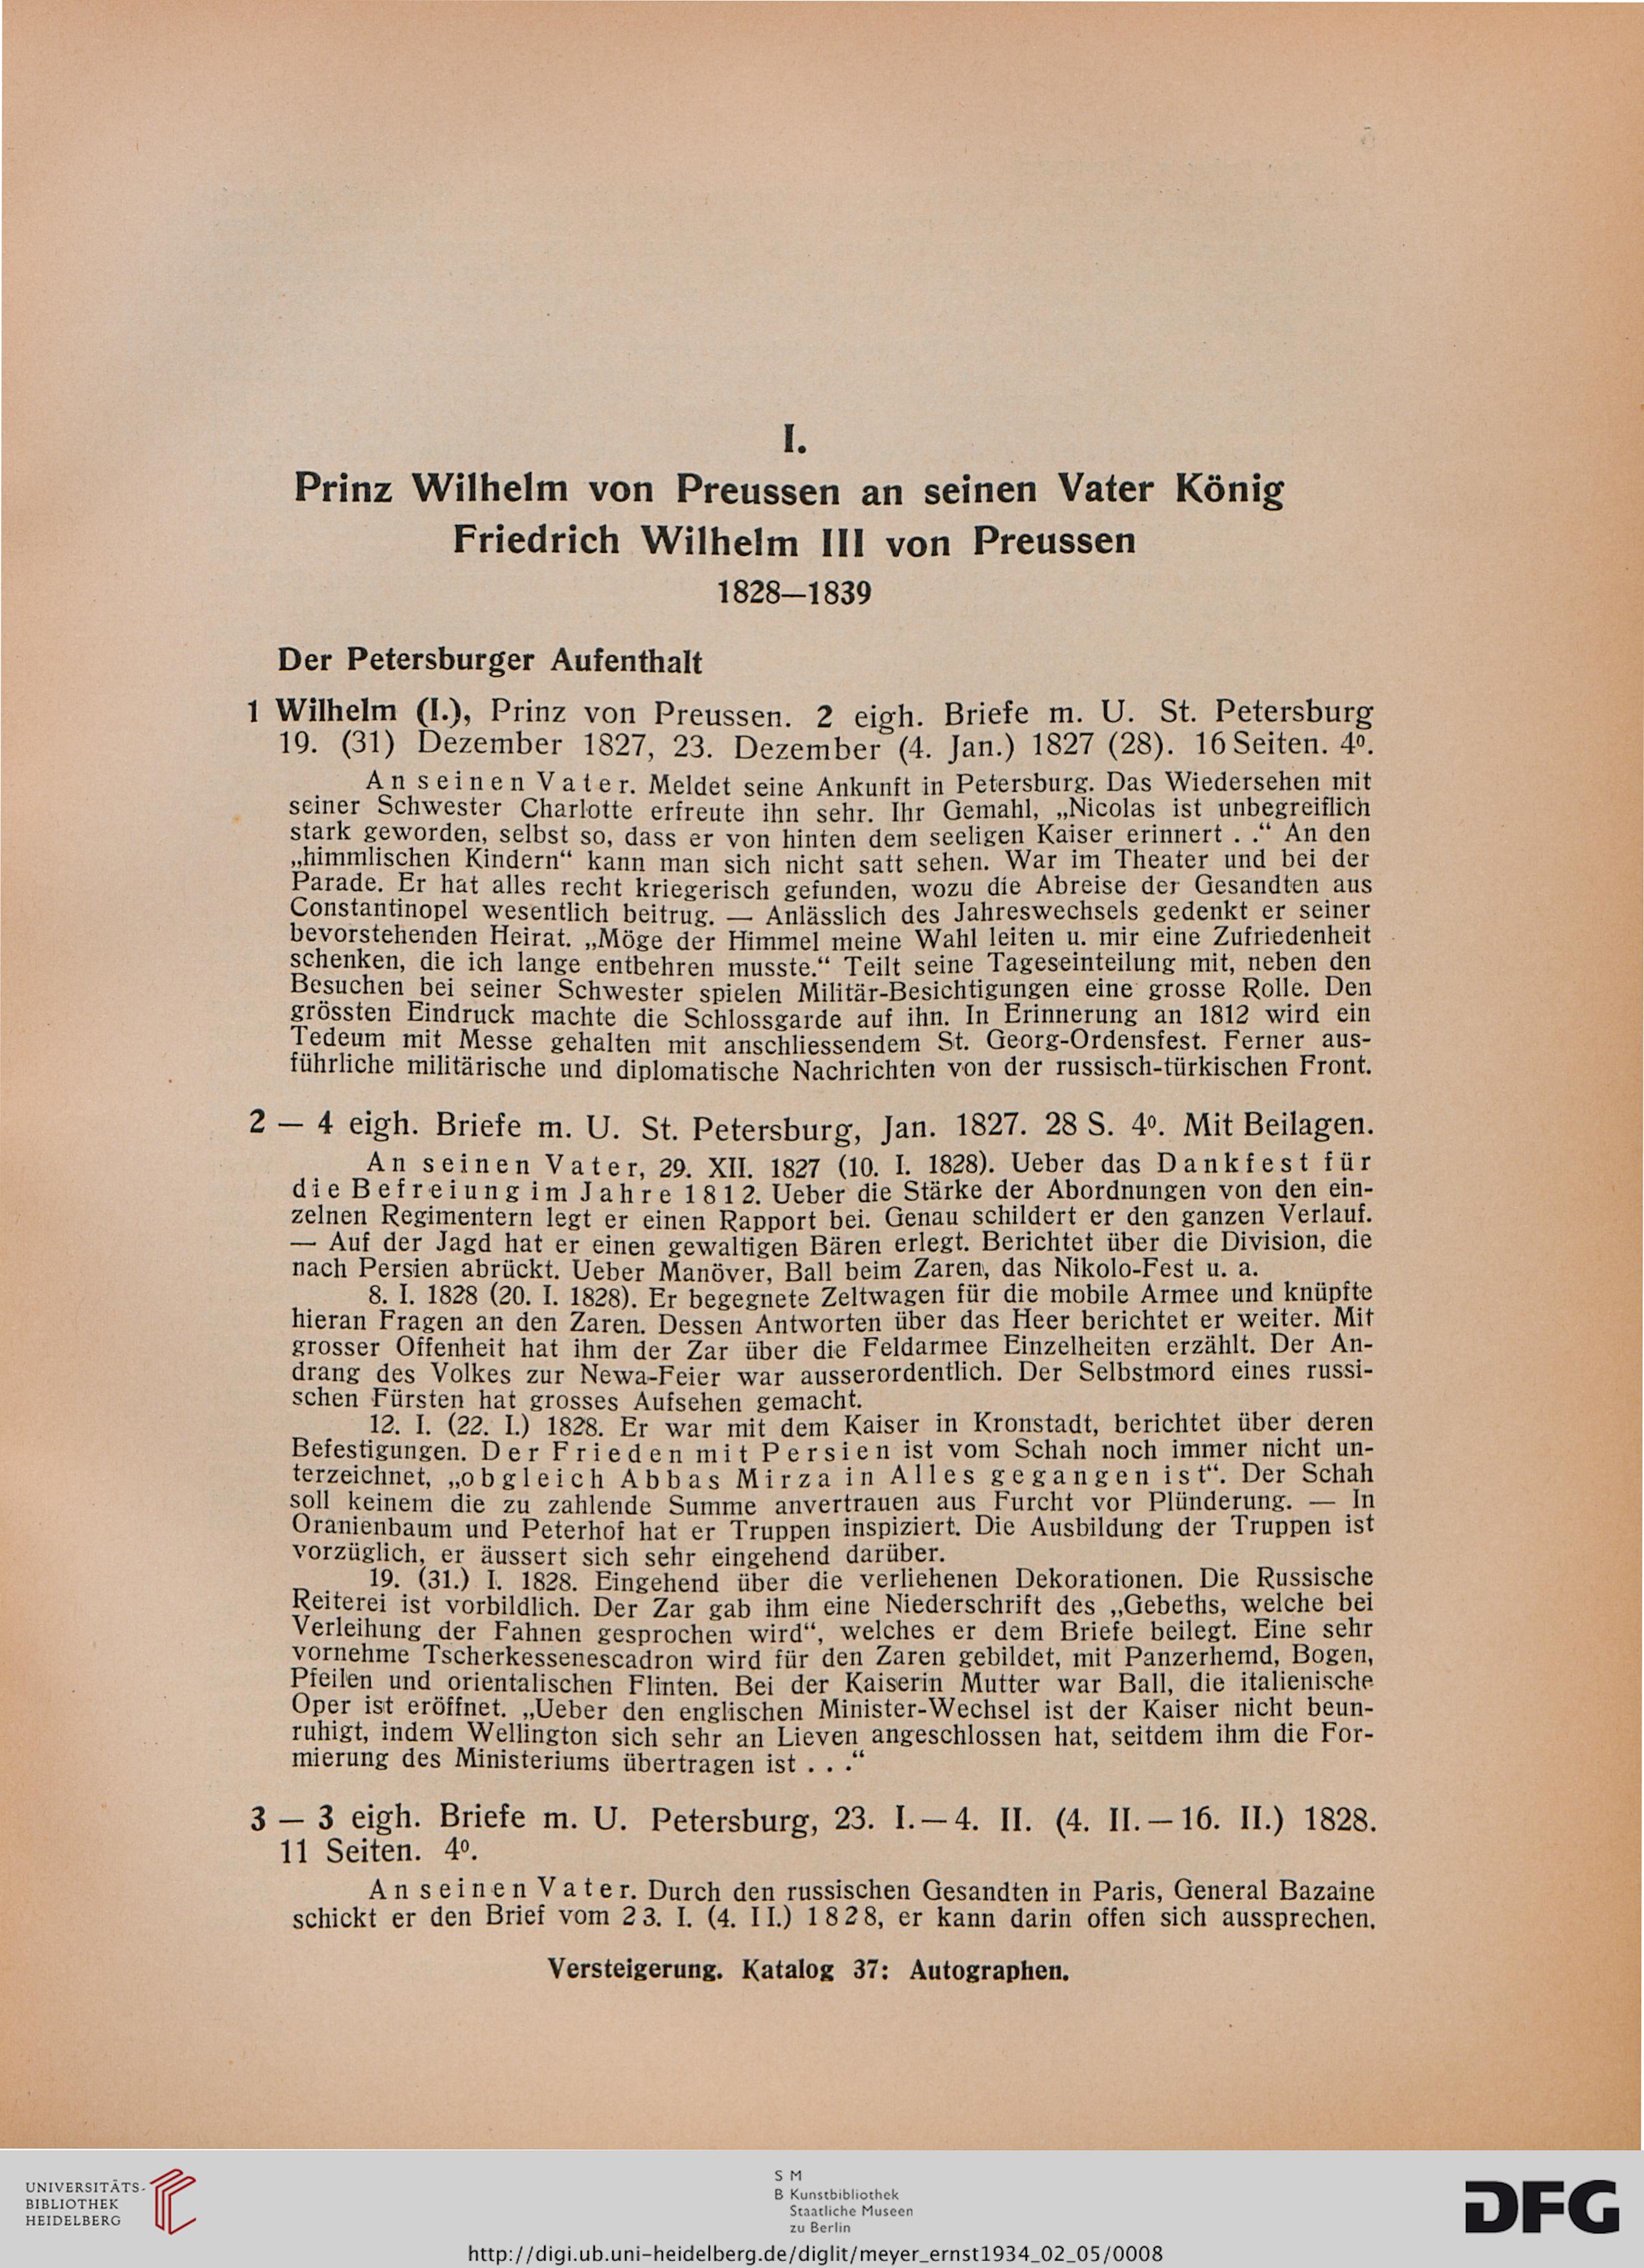 I.
Prinz Wilhelm von Preussen an seinen Vater König
Friedrich Wilhelm III von Preussen
1828—1839
Der Petersburger Aufenthalt
1 Wilhelm (I.), Prinz von Preussen. 2 eigh. Briefe m. U. St. Petersburg
19. (31) Dezember 1827, 23. Dezember (4. Jan.) 1827 (28). 16 Seiten. 4º.
An seinen Vater. Meldet seine Ankunft in Petersburg. Das Wiedersehen mit
seiner Schwester Charlotte erfreute ihn sehr. Ihr Gemahl, „Nicolas ist unbegreiflich
stark geworden, selbst so, dass er von hinten dem seeligen Kaiser erinnert . .“ An den
„himmlischen Kindern“ kann man sich nicht satt sehen. War im Theater und bei der
Parade. Er hat alles recht kriegerisch gefunden, wozu die Abreise der Gesandten aus
Constantinopel wesentlich beitrug. — Anlässlich des Jahreswechsels gedenkt er seiner
bevorstehenden Heirat. „Möge der Himmel meine Wahl leiten u. mir eine Zufriedenheit
schenken, die ich lange entbehren musste.“ Teilt seine Tageseinteilung mit, neben den
Besuchen bei seiner Schwester spielen Militär-Besichtigungen eine grosse Rolle. Den
grössten Eindruck machte die Schlossgarde auf ihn. In Erinnerung an 1812 wird ein
Tedeum mit Messe gehalten mit anschliessendem St. Georg-Ordensfest. Ferner aus-
führliche militärische und diplomatische Nachrichten von der russisch-türkischen Front.
2 — 4 eigh. Briefe m. U. St. Petersburg, Jan. 1827. 28 S. 4º. Mit Beilagen.
An seinen Vater, 29. XII. 1827 (10. I. 1828). Ueber das Dankfest für
die Befreiung im Jahre 1812. Ueber die Stärke der Abordnungen von den ein-
zelnen Regimentern legt er einen Rapport bei. Genau schildert er den ganzen Verlauf.
— Auf der Jagd hat er einen gewaltigen Bären erlegt. Berichtet über die Division, die
nach Persien abrückt. Ueber Manöver, Ball beim Zaren, das Nikolo-Fest u. a.
8. I. 1828 (20. I. 1828). Er begegnete Zeltwagen für die mobile Armee und knüpfte
hieran Fragen an den Zaren. Dessen Antworten über das Heer berichtet er weiter. Mit
grosser Offenheit hat ihm der Zar über die Feldarmee Einzelheiten erzählt. Der An-
drang des Volkes zur Newa-Feier war ausserordentlich. Der Selbstmord eines russi-
schen Fürsten hat grosses Aufsehen gemacht.
12. I. (22. I.) 1828. Er war mit dem Kaiser in Kronstadt, berichtet über deren
Befestigungen. Der Frieden mit Persien ist vom Schah noch immer nicht un-
terzeichnet, „obgleich Abbas Mirza in Alles gegangen ist“. Der Schah
soll keinem die zu zahlende Summe anvertrauen aus Furcht vor Plünderung. — In
Oranienbaum und Peterhof hat er Truppen inspiziert. Die Ausbildung der Truppen ist
vorzüglich, er äussert sich sehr eingehend darüber.
19. (31.) I. 1828. Eingehend über die verliehenen Dekorationen. Die Russische
Reiterei ist vorbildlich. Der Zar gab ihm eine Niederschrift des „Gebeths, welche bei
Verleihung der Fahnen gesprochen wird“, welches er dem Briefe beilegt. Eine sehr
vornehme Tscherkessenescadron wird für den Zaren gebildet, mit Panzerhemd, Bogen,
Pfeilen und orientalischen Flinten. Bei der Kaiserin Mutter war Ball, die italienische
Oper ist eröffnet. „Ueber den englischen Minister-Wechsel ist der Kaiser nicht beun-
ruhigt, indem Wellington sich sehr an Lieven angeschlossen hat, seitdem ihm die For-
mierung des Ministeriums übertragen ist . . .“
3 — 3 eigh. Briefe m. U. Petersburg, 23. I. — 4. II. (4. II. — 16. II.) 1828.
11 Seiten. 4º.
An seinen Vater. Durch den russischen Gesandten in Paris, General Bazaine
schickt er den Brief vom 23. I. (4. II.) 1828, er kann darin offen sich aussprechen.
Versteigerung. Katalog 37: Autographen.
UNIVERSITÄTS-
BIBLIOTHEK
HEIDELBERG
S M
B Kunstbibliothek
Staatliche Museen
zu Berlin
DFG
http://digi.ub.uni-heidelberg.de/diglit/meyer_ernst1934_02_05/0008